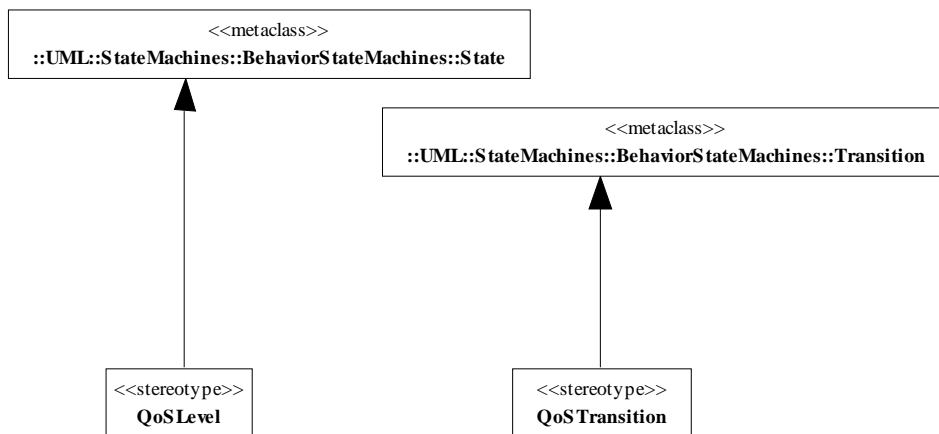 <<metaclass>>
::UML::StateMachines::BehaviorStateMachines::State
<<metaclass>>
::UML::StateMachines::BehaviorStateMachines::Transition
<<stereotype>>
QoSLevel
<<stereotype>>
QoSTransition